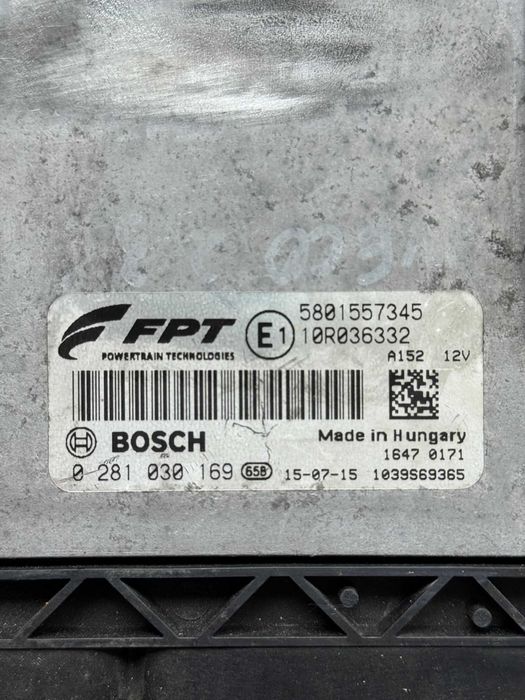 FPT
POWERTRAIN TECHNOLOGIES
E1
5801557345
10R036332
A152 12V
BOSCH
Made in Hungary
1647 0171
0 281 030 169 65B 15-07-15 1039S69365